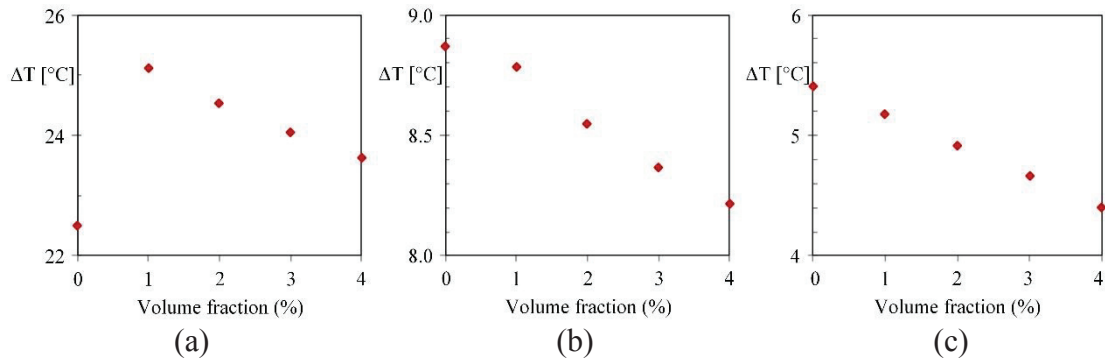 26
ΔT [°C]
24
22
0 1 2 3 4
Volume fraction (%)
(a)
9.0
ΔT [°C]
8.5
8.0
0 1 2 3 4
Volume fraction (%)
(b)
6
ΔT [°C]
5
4
0 1 2 3 4
Volume fraction (%)
(c)